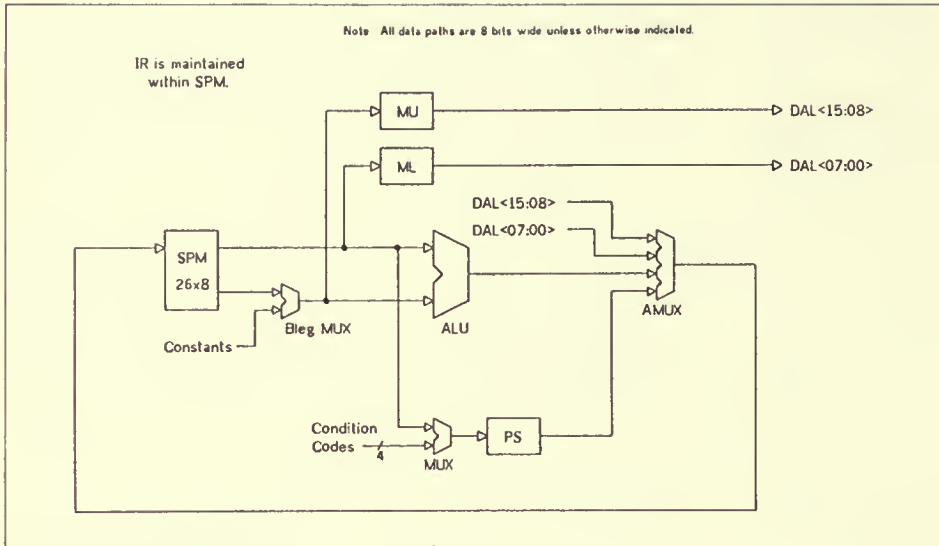 Note All data paths are 8 bits wide unless otherwise indicated.
IR is maintained
within SPM.
MU
DAL<15:08>
ML
DAL<07:00>
DAL<15:08>
DAL<07:00>
SPM
26x8
Bleg MUX
ALU
AMUX
Constants
Condition
Codes
4
MUX
PS